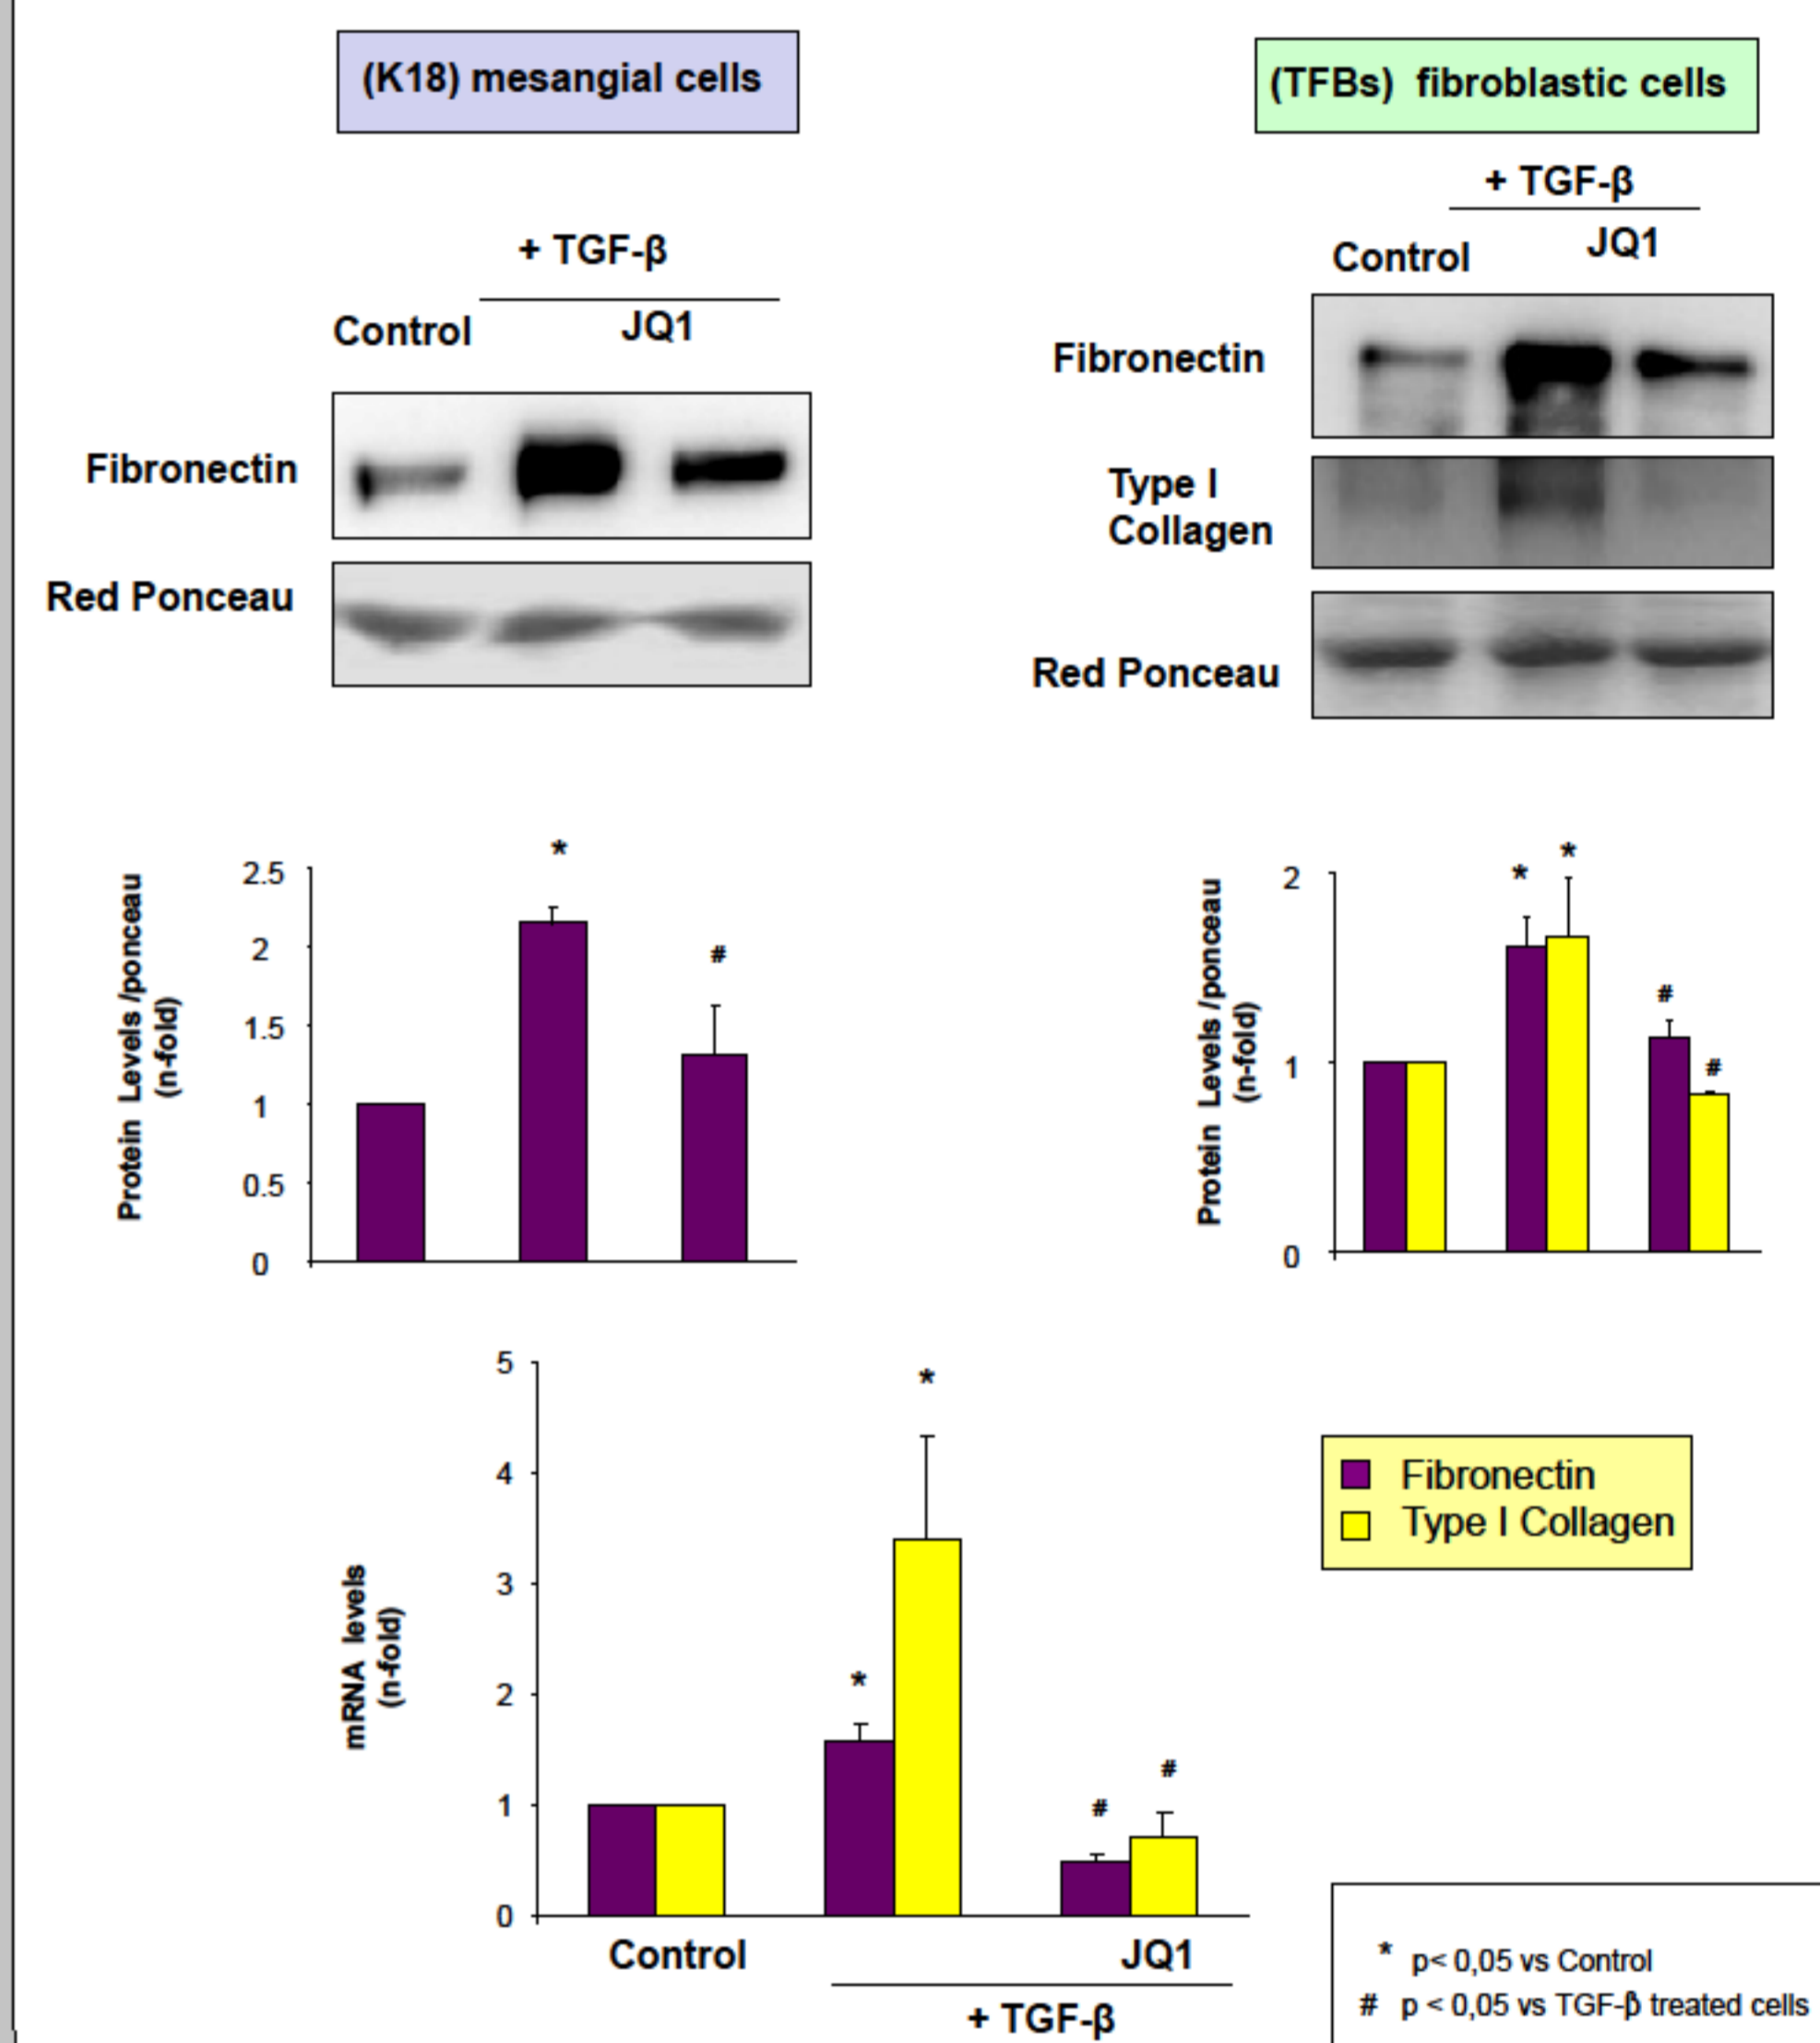 (K18) mesangial cells
+ TGF-β
Control
JQ1
Fibronectin
Red Ponceau
(TFBs) fibroblastic cells
+ TGF-β
Control
JQ1
Fibronectin
Type I
Collagen
Red Ponceau
Protein Levels /ponceau
(n-fold)
2.5
2
1.5
1
0.5
0
*
#
Protein Levels /ponceau
(n-fold)
2
1
0
*
*
#
#
mRNA levels
(n-fold)
5
4
3
2
1
0
*
*
#
#
Control
JQ1
+ TGF-β
Fibronectin
Type I Collagen
* p< 0,05 vs Control
# p < 0,05 vs TGF-β treated cells